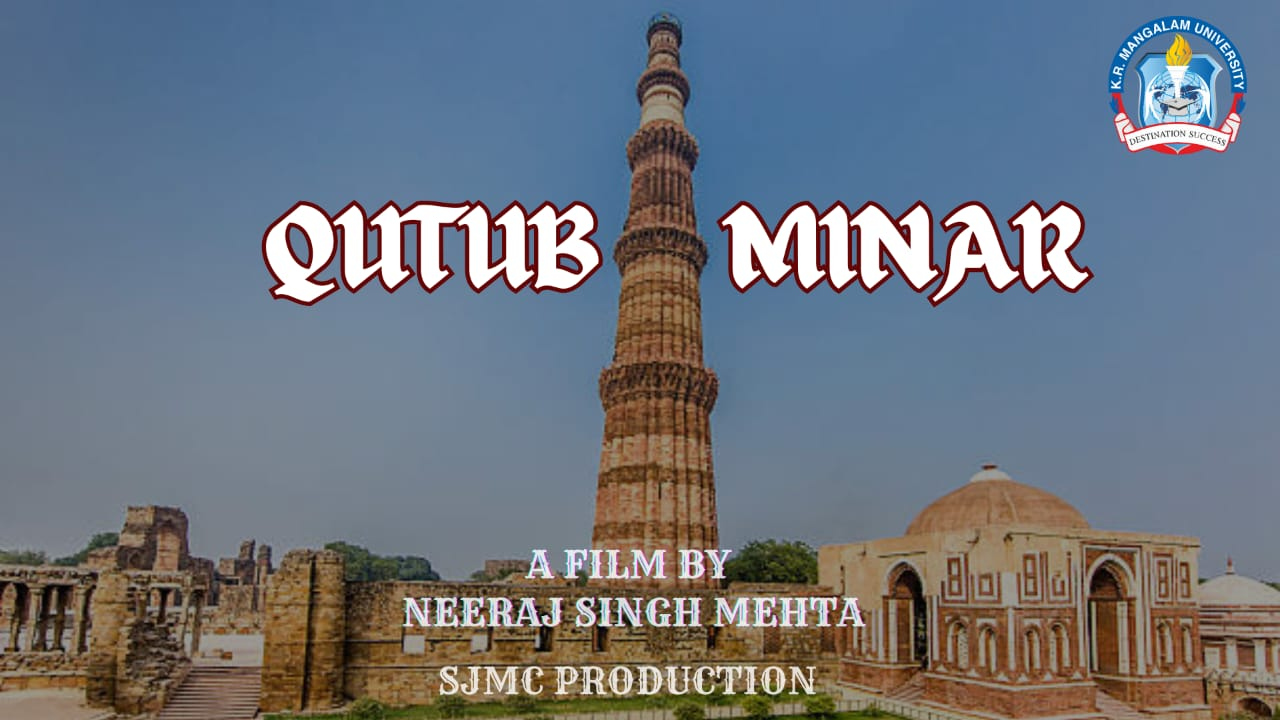 K.R. MANGALAM UNIVERSITY
DESTINATION SUCCESS
QUTUB MINAR
A FILM BY
NEERAJ SINGH MEHTA
SJMC PRODUCTION